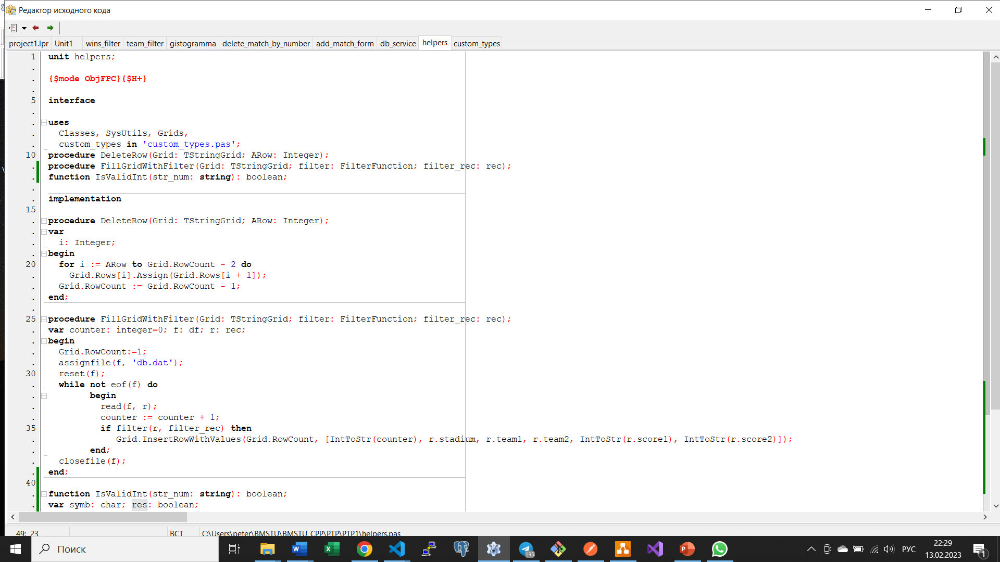 Редактор исходного кода
project1.lpr Unit1 wins_filter team_filter gistogramma delete_match_by_number add_match_form db_service helpers custom_types
1 unit helpers;
.
. {$mode ObjFPC}{$H+}
.
5 interface
.
. uses
. Classes, SysUtils, Grids,
. custom_types in 'custom_types.pas';
10 procedure DeleteRow(Grid: TStringGrid; ARow: Integer);
. procedure FillGridWithFilter(Grid: TStringGrid; filter: FilterFunction; filter_rec: rec);
. function IsValidInt(str_num: string): boolean;
.
. implementation
15
. procedure DeleteRow(Grid: TStringGrid; ARow: Integer);
. var
. i: Integer;
. begin
20 for i := ARow to Grid.RowCount - 2 do
. Grid.Rows[i].Assign(Grid.Rows[i + 1]);
. Grid.RowCount := Grid.RowCount - 1;
. end;
.
25 procedure FillGridWithFilter(Grid: TStringGrid; filter: FilterFunction; filter_rec: rec);
. var counter: integer=0; f: df; r: rec;
. begin
. Grid.RowCount:=1;
. assignfile(f, 'db.dat');
30 reset(f);
. while not eof(f) do
. begin
. read(f, r);
. counter := counter + 1;
35 if filter(r, filter_rec) then
. Grid.InsertRowWithValues(Grid.RowCount, [IntToStr(counter), r.stadium, r.team1, r.team2, IntToStr(r.score1), IntToStr(r.score2)]);
. end;
. closefile(f);
. end;
40
. function IsValidInt(str_num: string): boolean;
. var symb: char; res: boolean;
49: 23 ВСТ C:\Users\peter\BMSTU\BMSTU_CPP\PTP\PTP1\helpers.pas
Поиск 195 РУС 22:29
13.02.2023 1